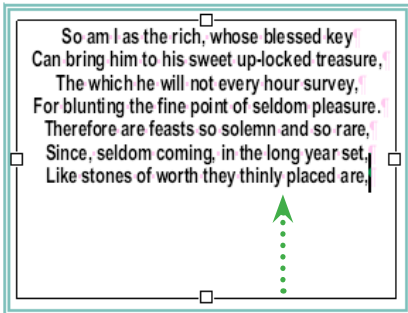 So am I as the rich, whose blessed key
Can bring him to his sweet up-locked treasure,
The which he will not every hour survey,
For blunting the fine point of seldom pleasure.
Therefore are feasts so solemn and so rare,
Since, seldom coming, in the long year set,
Like stones of worth they thinly placed are,